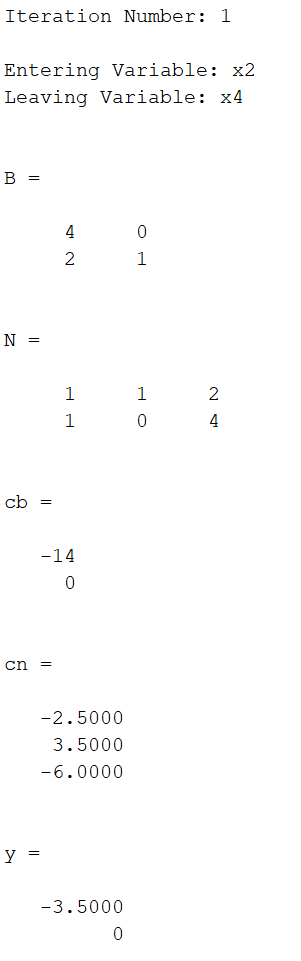 Iteration Number: 1
Entering Variable: x2
Leaving Variable: x4
B =
4 0
2 1
N =
1 1 2
1 0 4
cb =
-14
0
cn =
-2.5000
3.5000
-6.0000
y =
-3.5000
0